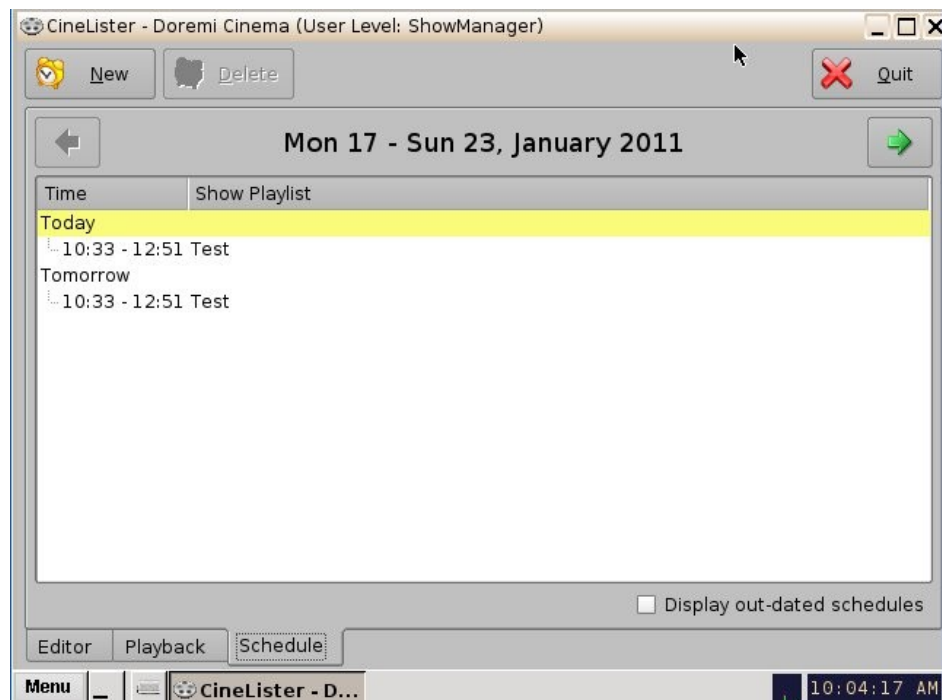 CineLister - Doremi Cinema (User Level: ShowManager)
New Delete Quit
Mon 17 - Sun 23, January 2011
Time Show Playlist
Today
10:33 - 12:51 Test
Tomorrow
10:33 - 12:51 Test
Display out-dated schedules
Editor Playback Schedule
Menu CineLister - D... 10:04:17 AM